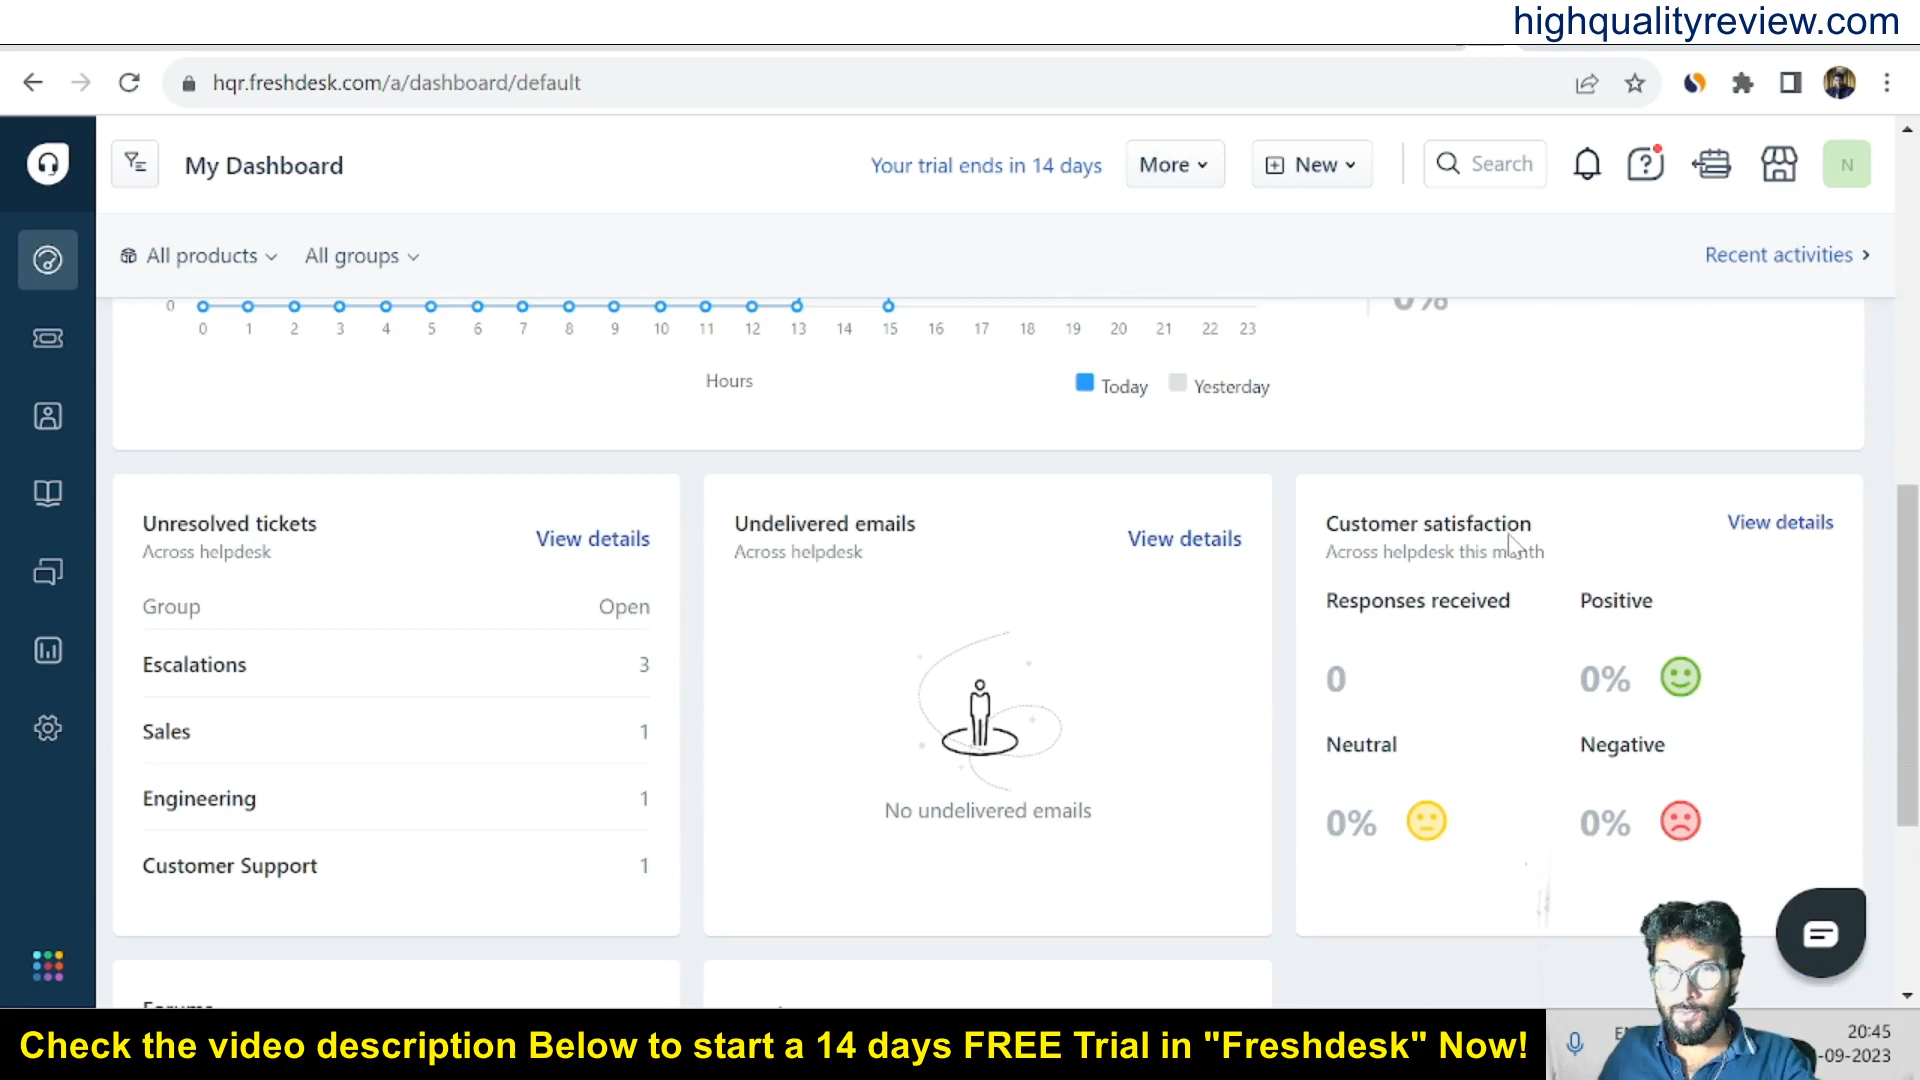 highqualityreview.com
hqr.freshdesk.com/a/dashboard/default
My Dashboard
Your trial ends in 14 days
More
New
Search
N
All products
All groups
Recent activities
0
0 1 2 3 4 5 6 7 8 9 10 11 12 13 14 15 16 17 18 19 20 21 22 23
0%
Hours
Today
Yesterday
Unresolved tickets
Across helpdesk
View details
Group Open
Escalations 3
Sales 1
Engineering 1
Customer Support 1
Undelivered emails
Across helpdesk
View details
No undelivered emails
Customer satisfaction
Across helpdesk this month
View details
Responses received
0
Positive
0%
Neutral
0%
Negative
0%
Check the video description Below to start a 14 days FREE Trial in "Freshdesk" Now!
20:45
-09-2023